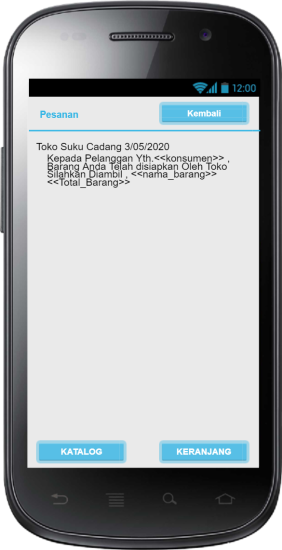 12:00
Pesanan
Kembali
Toko Suku Cadang 3/05/2020
Kepada Pelanggan Yth.<<konsumen>> ,
Barang Anda Telah disiapkan Oleh Toko
Silahkan Diambil , <<nama_barang>>
<<Total_Barang>>
KATALOG
KERANJANG